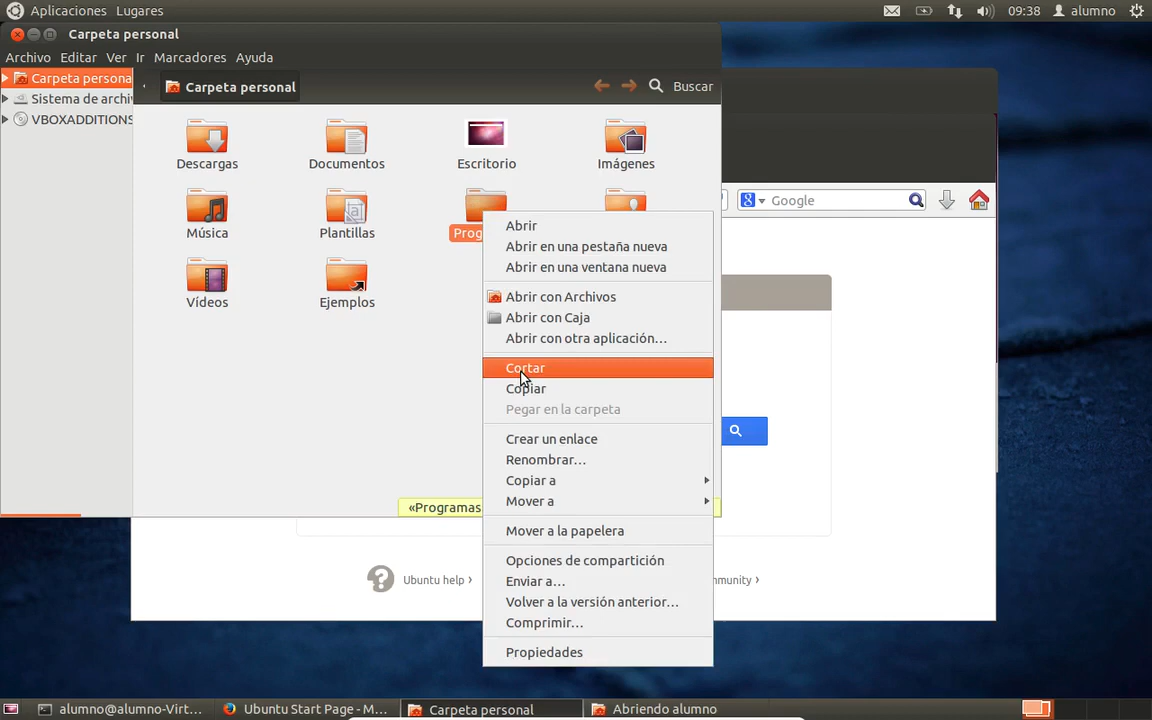 Aplicaciones Lugares
09:38 alumno
Carpeta personal
Archivo Editar Ver Ir Marcadores Ayuda
Carpeta persona
Carpeta personal
Buscar
Sistema de archiv
VBOXADDITIONS
Descargas
Documentos
Escritorio
Imágenes
Google
Música
Plantillas
Prog
Vídeos
Ejemplos
Abrir
Abrir en una pestaña nueva
Abrir en una ventana nueva
Abrir con Archivos
Abrir con Caja
Abrir con otra aplicación...
Cortar
Copiar
Pegar en la carpeta
Crear un enlace
Renombrar...
Copiar a
Mover a
«Programas
Mover a la papelera
Opciones de compartición
Enviar a...
Volver a la versión anterior...
Comprimir...
Propiedades
Ubuntu help ›
mmunity ›
alumno@alumno-Virt...
Ubuntu Start Page - M...
Carpeta personal
Abriendo alumno